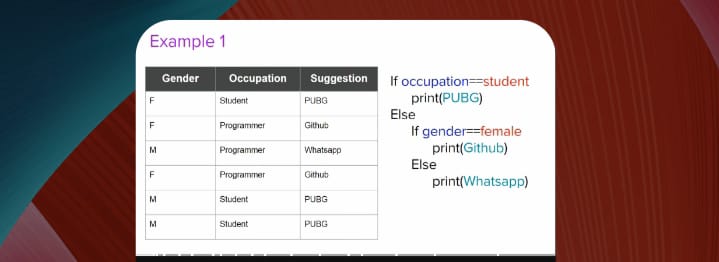 Example 1
Gender Occupation Suggestion
F Student PUBG
F Programmer Github
M Programmer Whatsapp
F Programmer Github
M Student PUBG
M Student PUBG
If occupation==student
print(PUBG)
Else
If gender==female
print(Github)
Else
print(Whatsapp)